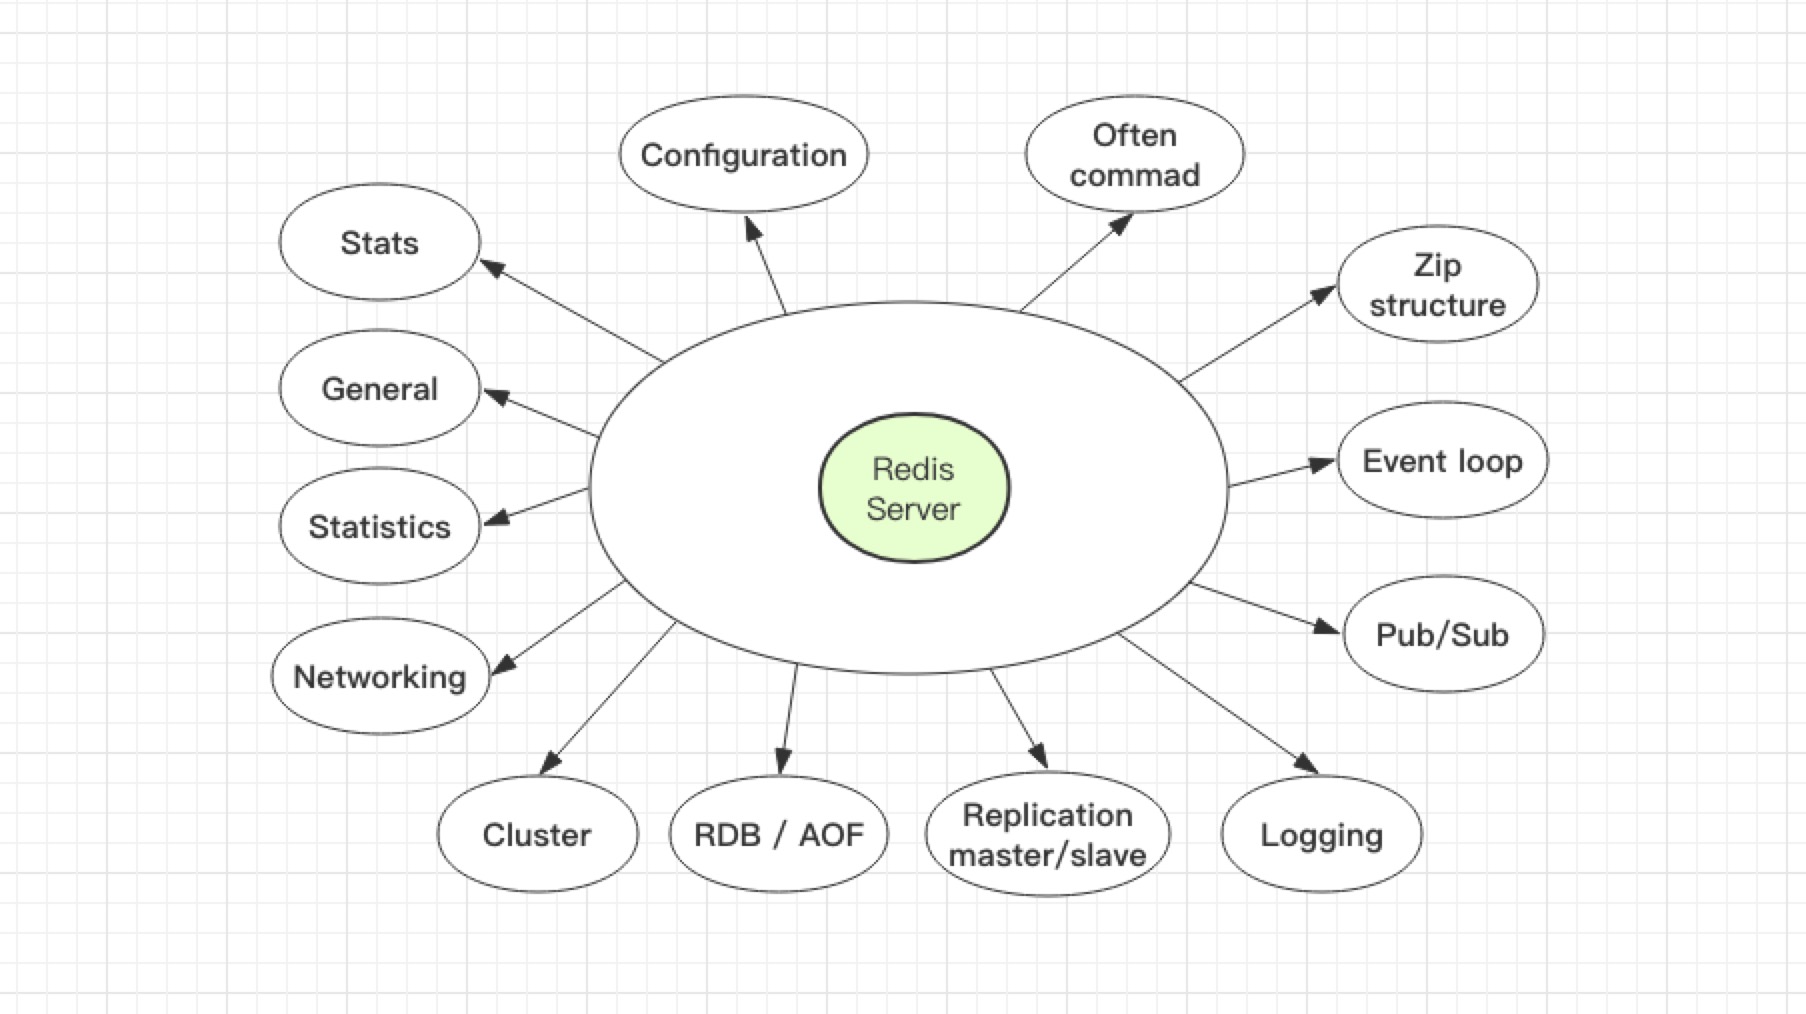 Configuration
Often
commad
Stats
Zip
structure
General
Event loop
Redis
Server
Statistics
Pub/Sub
Networking
Cluster
RDB / AOF
Replication
master/slave
Logging